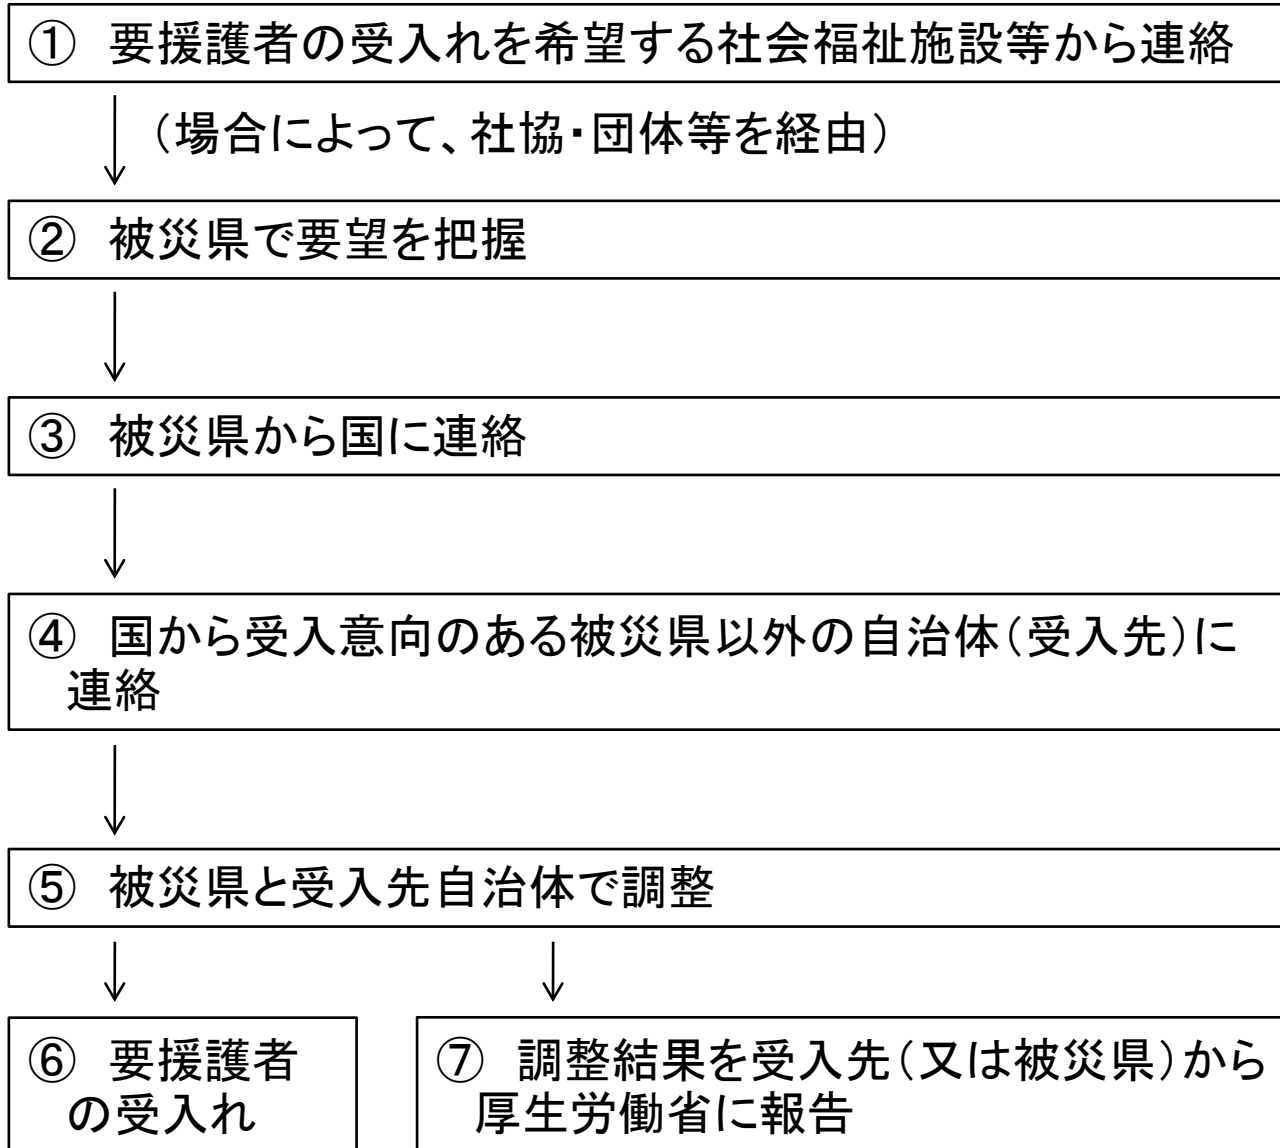 ① 要援護者の受入れを希望する社会福祉施設等から連絡
（場合によって、社協・団体等を経由）
② 被災県で要望を把握
③ 被災県から国に連絡
④ 国から受入意向のある被災県以外の自治体（受入先）に
連絡
⑤ 被災県と受入先自治体で調整
⑥ 要援護者
の受入れ
⑦ 調整結果を受入先（又は被災県）から
厚生労働省に報告